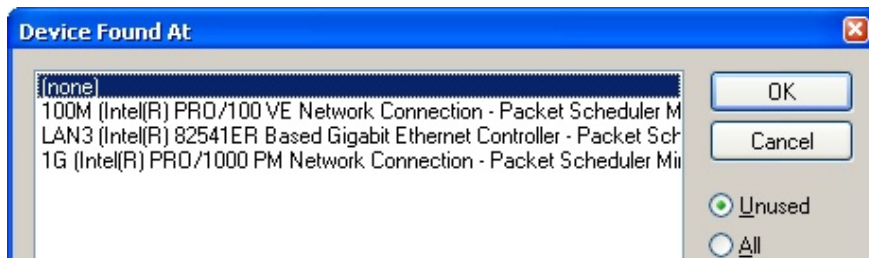 Device Found At
(none)
100M (Intel(R) PRO/100 VE Network Connection - Packet Scheduler M
LAN3 (Intel(R) 82541ER Based Gigabit Ethernet Controller - Packet Sch
1G (Intel(R) PRO/1000 PM Network Connection - Packet Scheduler Mi
OK
Cancel
Unused
All